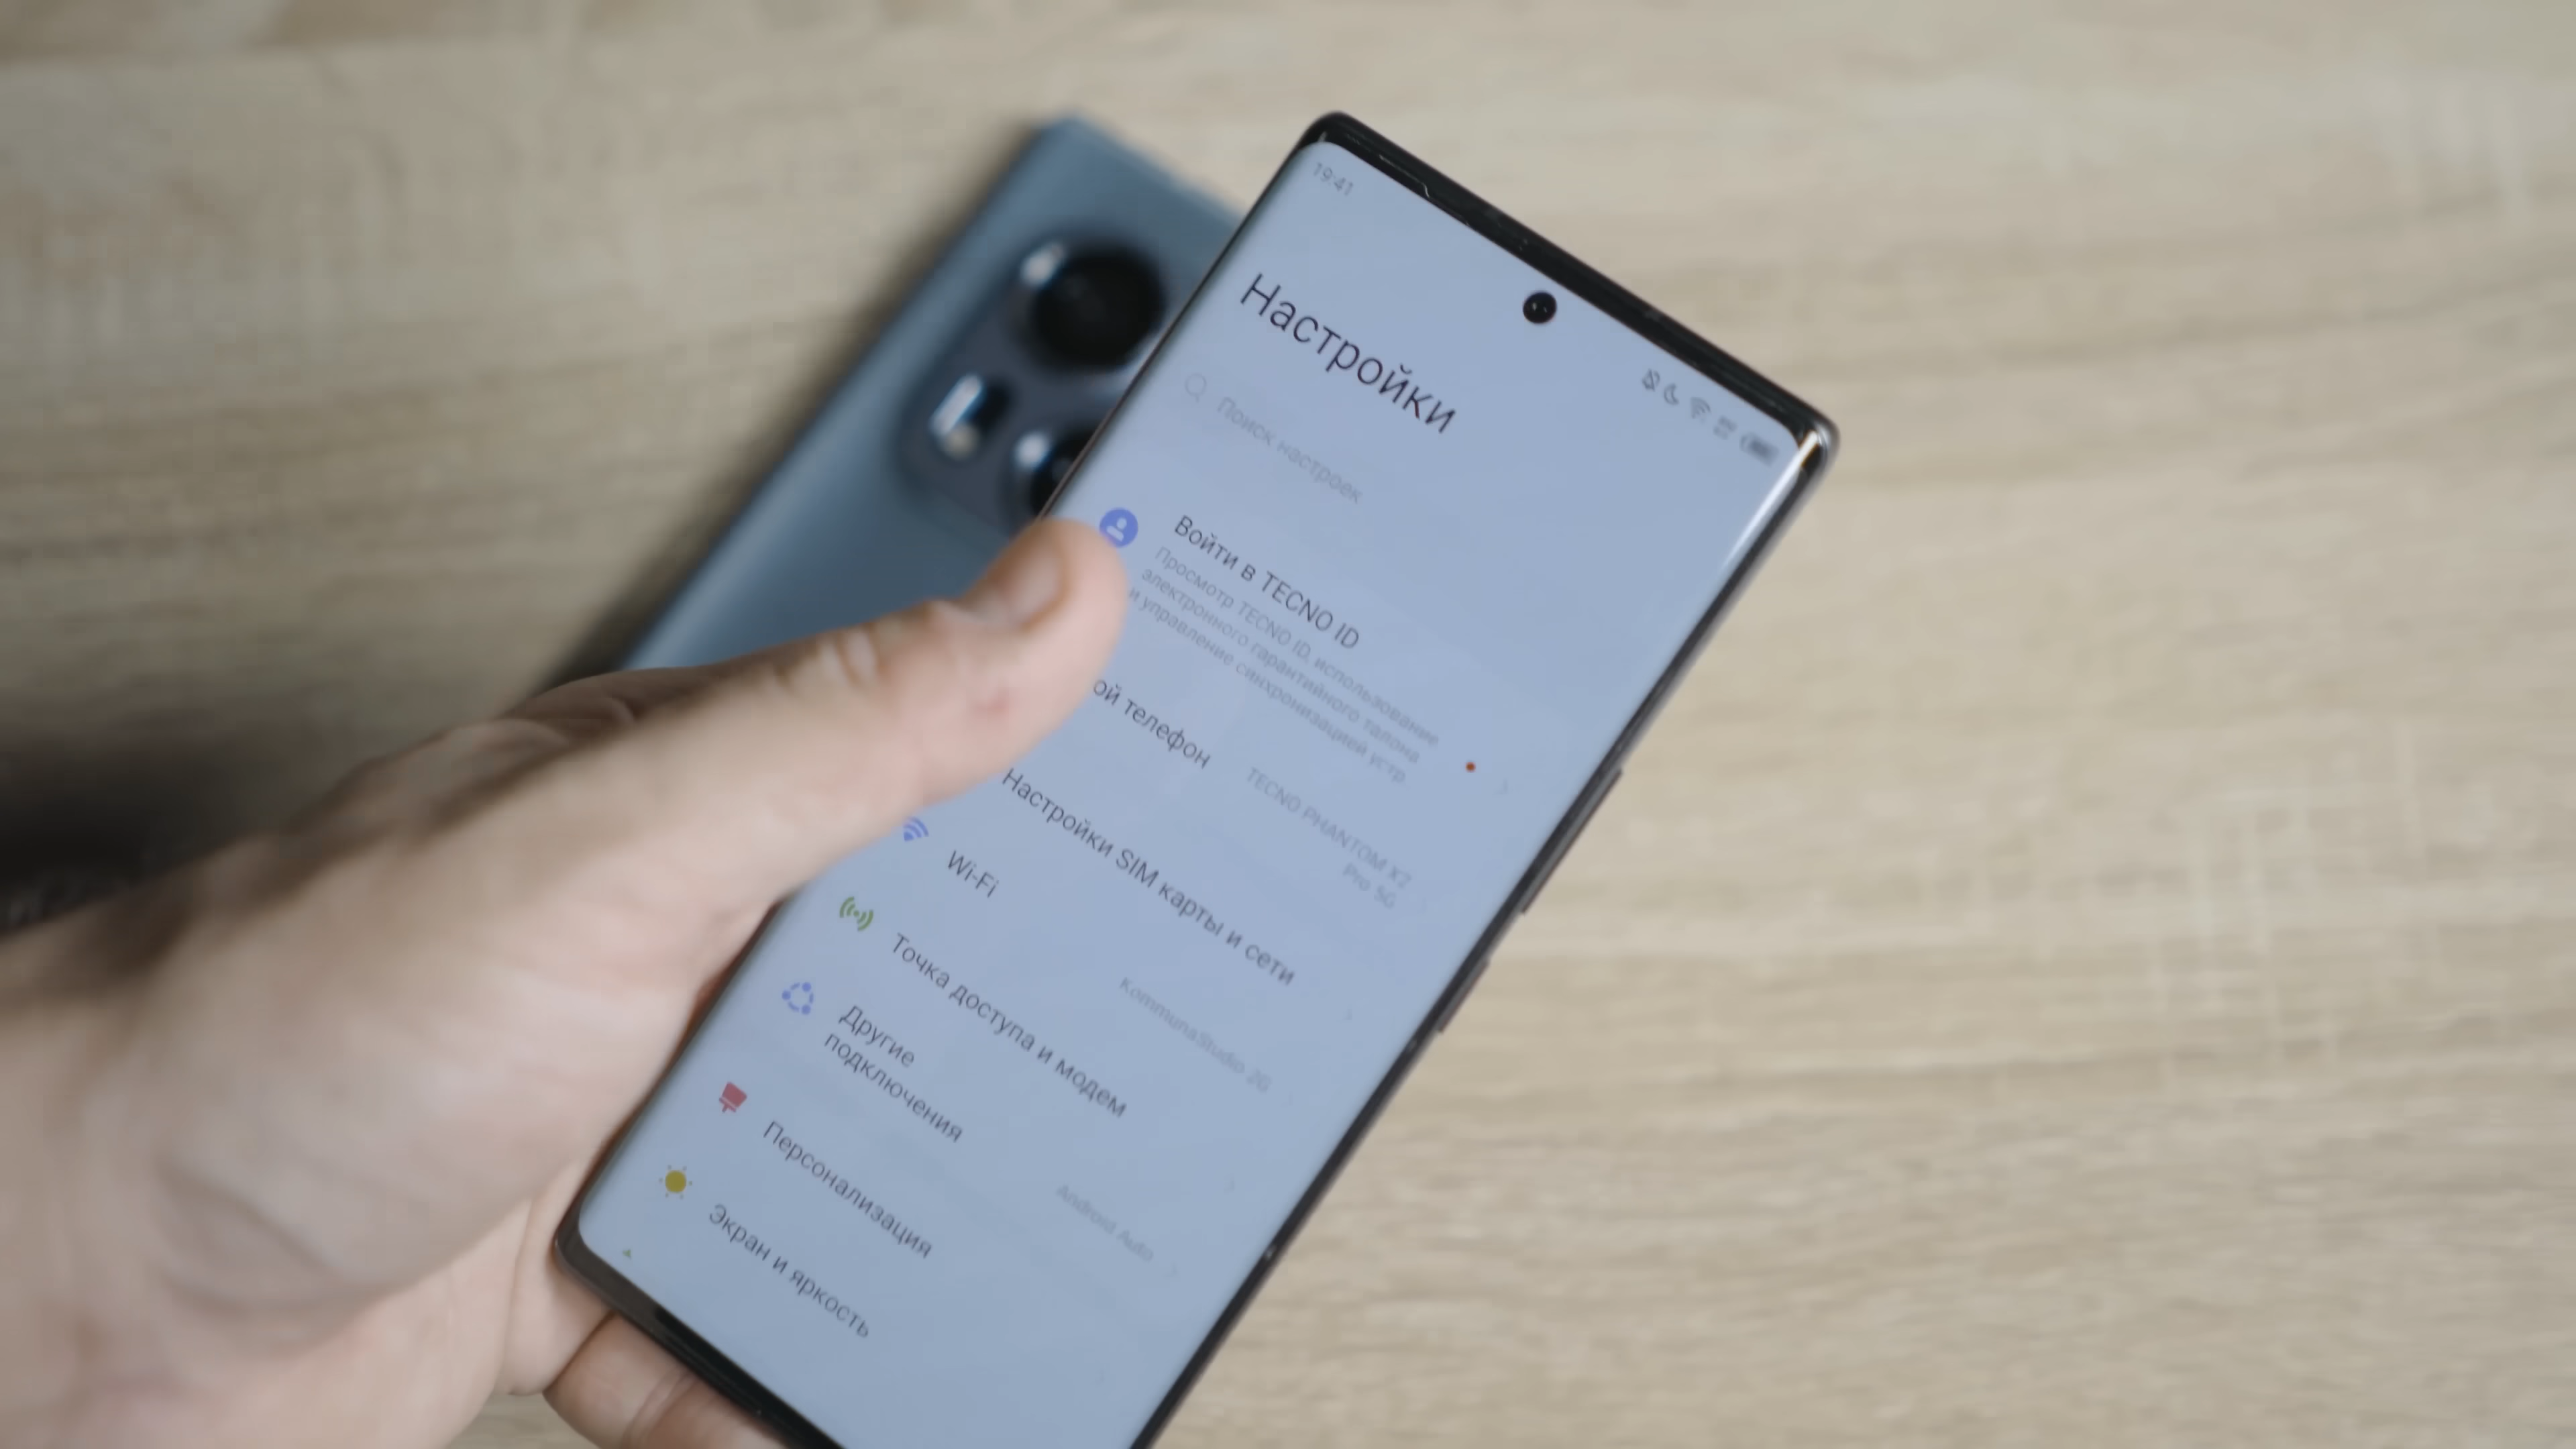 19:41
Настройки
Поиск настроек
Войти в TECNO ID
Просмотр TECNO ID, использование
электронного гарантийного талона
и управление синхронизацией устр.
ой телефон
TECNO PHANTOM X2
Pro 5G
Настройки SIM карты и сети
Wi-Fi
KommunaStudio 2G
Точка доступа и модем
Другие
подключения
Android Auto
Персонализация
Экран и яркость